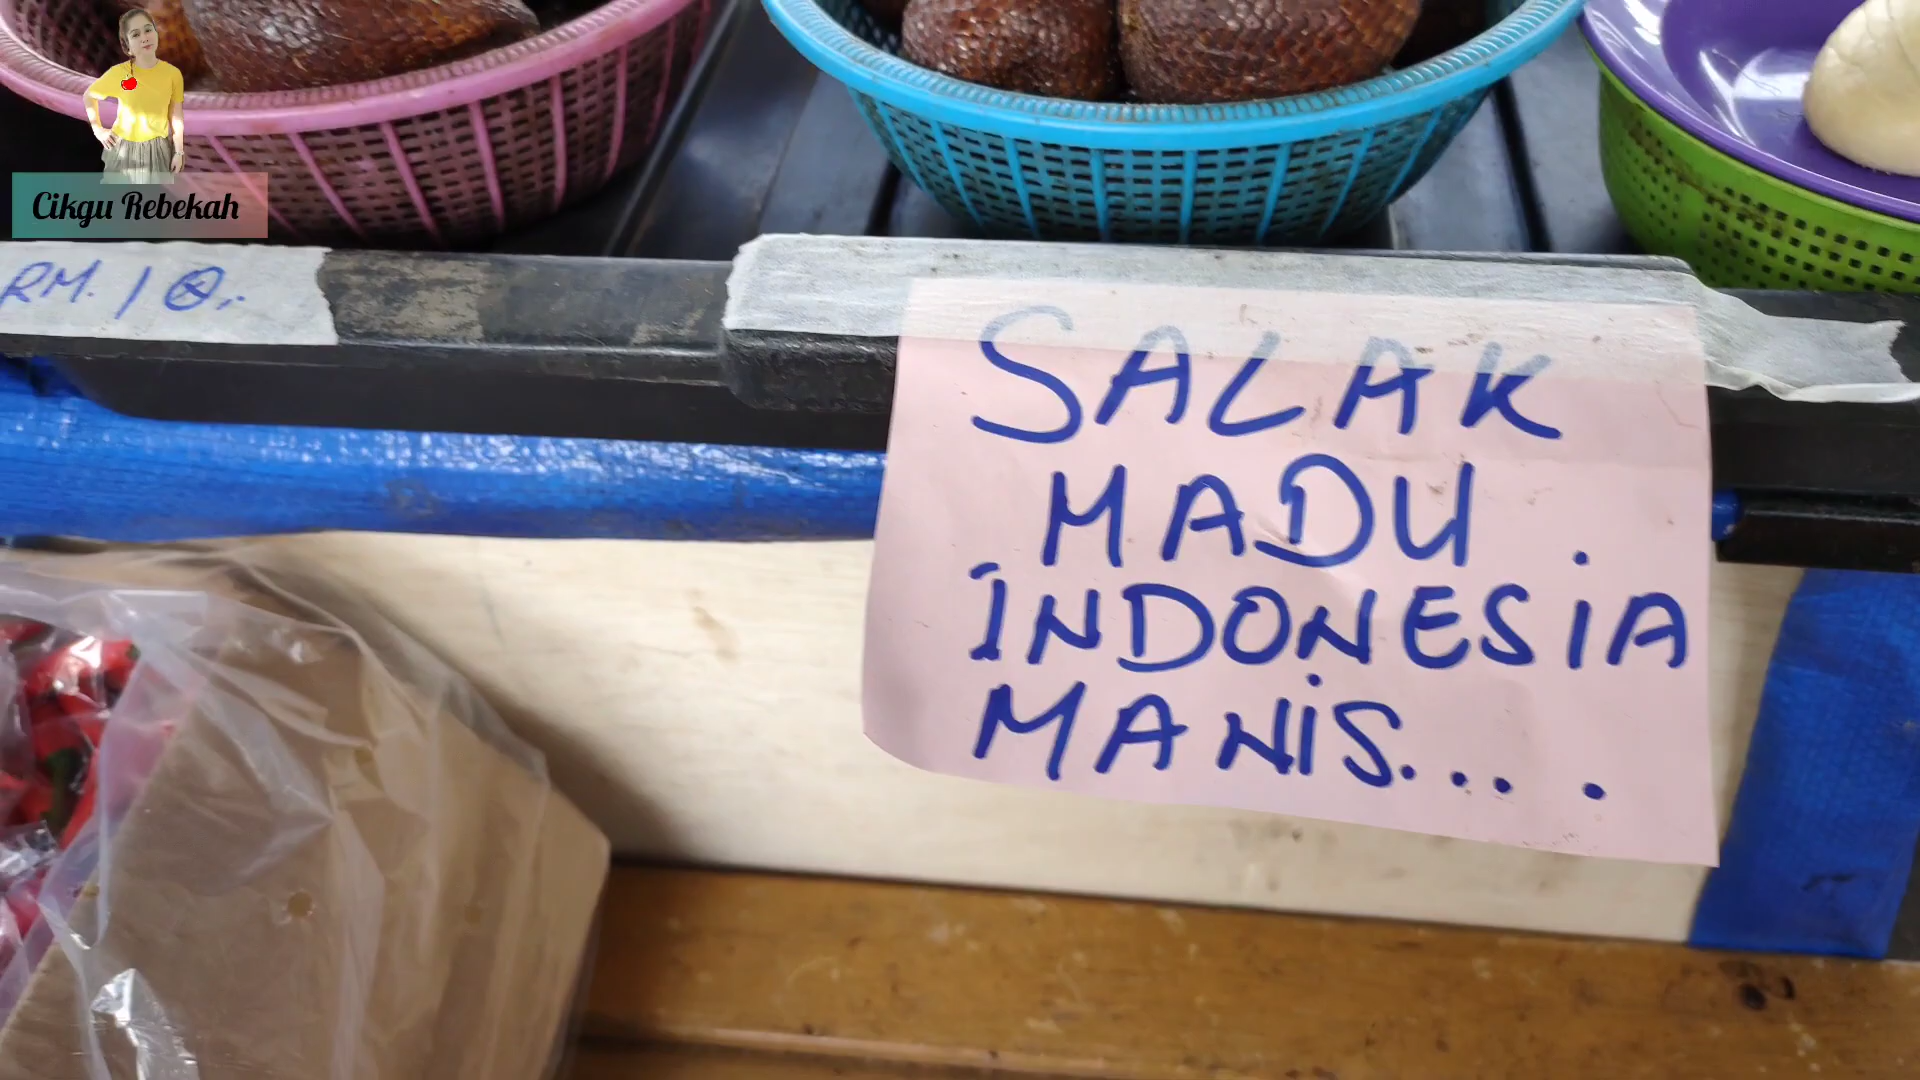 Cikgu Rebekah
RM. 10.
SALAK
MADU
INDONESIA
MANIS....